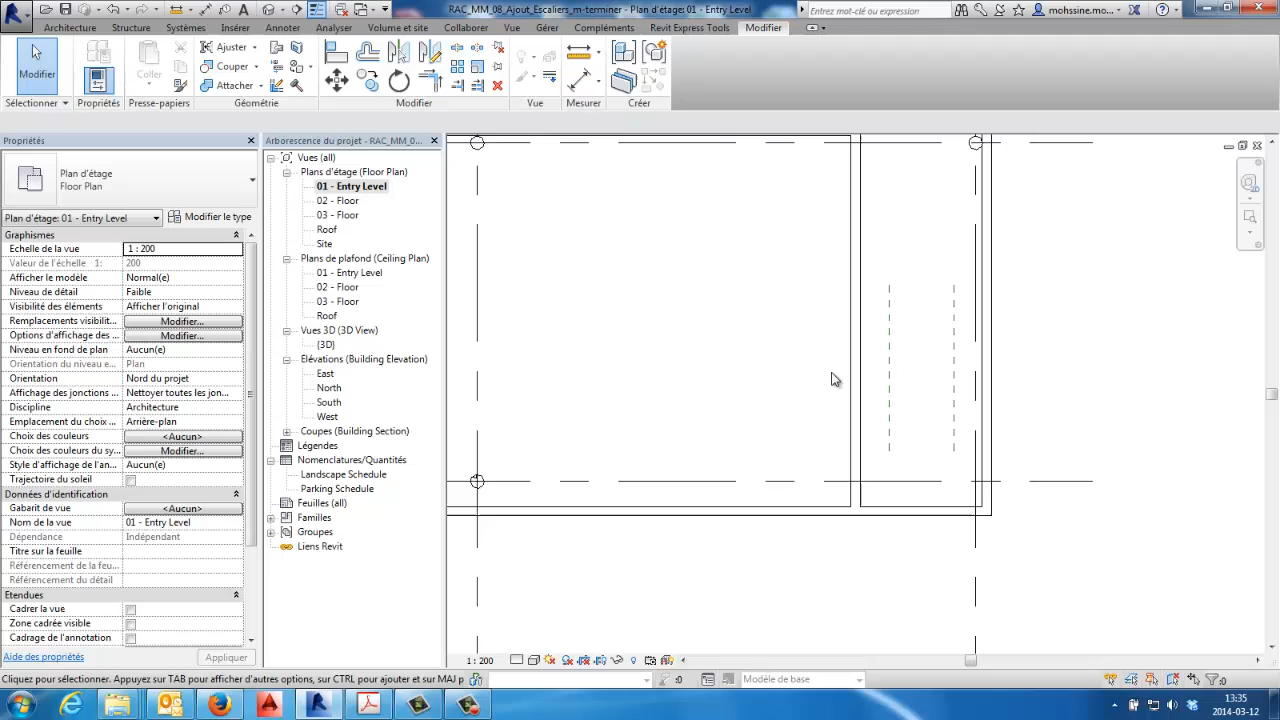 RAC_MM_08_Ajout_Escaliers_m-terminer - Plan d'étage: 01 - Entry Level
Entrez mot-clé ou expression
mohssine.mo...
Architecture Structure Systèmes Insérer Annoter Analyser Volume et site Collaborer Vue Gérer Compléments Revit Express Tools Modifier
Modifier
Coller
Ajouter
Couper
Attacher
Sélectionner Propriétés Presse-papiers Géométrie Modifier Vue Mesurer Créer
Propriétés
Plan d'étage
Floor Plan
Plan d'étage: 01 - Entry Level
Modifier le type
Graphismes
Echelle de la vue 1 : 200
Valeur de l'échelle 1: 200
Afficher le modèle Normal(e)
Niveau de détail Faible
Visibilité des éléments Afficher l'original
Remplacements visibilit... Modifier...
Options d'affichage des ... Modifier...
Niveau en fond de plan Aucun(e)
Orientation du niveau e... Plan
Orientation Nord du projet
Affichage des jonctions ... Nettoyer toutes les jon...
Discipline Architecture
Emplacement du choix ... Arrière-plan
Choix des couleurs <Aucun>
Choix des couleurs du sy... Modifier...
Style d'affichage de l'an... Aucun(e)
Trajectoire du soleil
Données d'identification
Gabarit de vue <Aucun>
Nom de la vue 01 - Entry Level
Dépendance Indépendant
Titre sur la feuille
Référencement de la feu...
Référence du détail
Etendues
Cadrer la vue
Zone cadrée visible
Cadrage de l'annotation
Aide des propriétés
Appliquer
Arborescence du projet - RAC_MM_0...
Vues (all)
Plans d'étage (Floor Plan)
01 - Entry Level
02 - Floor
03 - Floor
Roof
Site
Plans de plafond (Ceiling Plan)
01 - Entry Level
02 - Floor
03 - Floor
Roof
Vues 3D (3D View)
(3D)
Elévations (Building Elevation)
East
North
South
West
Coupes (Building Section)
Légendes
Nomenclatures/Quantités
Landscape Schedule
Parking Schedule
Feuilles (all)
Familles
Groupes
Liens Revit
1 : 200
Cliquez pour sélectionner. Appuyez sur TAB pour afficher d'autres options, sur CTRL pour ajouter et sur MAJ p
:0
Modèle de base
:0
13:35
2014-03-12